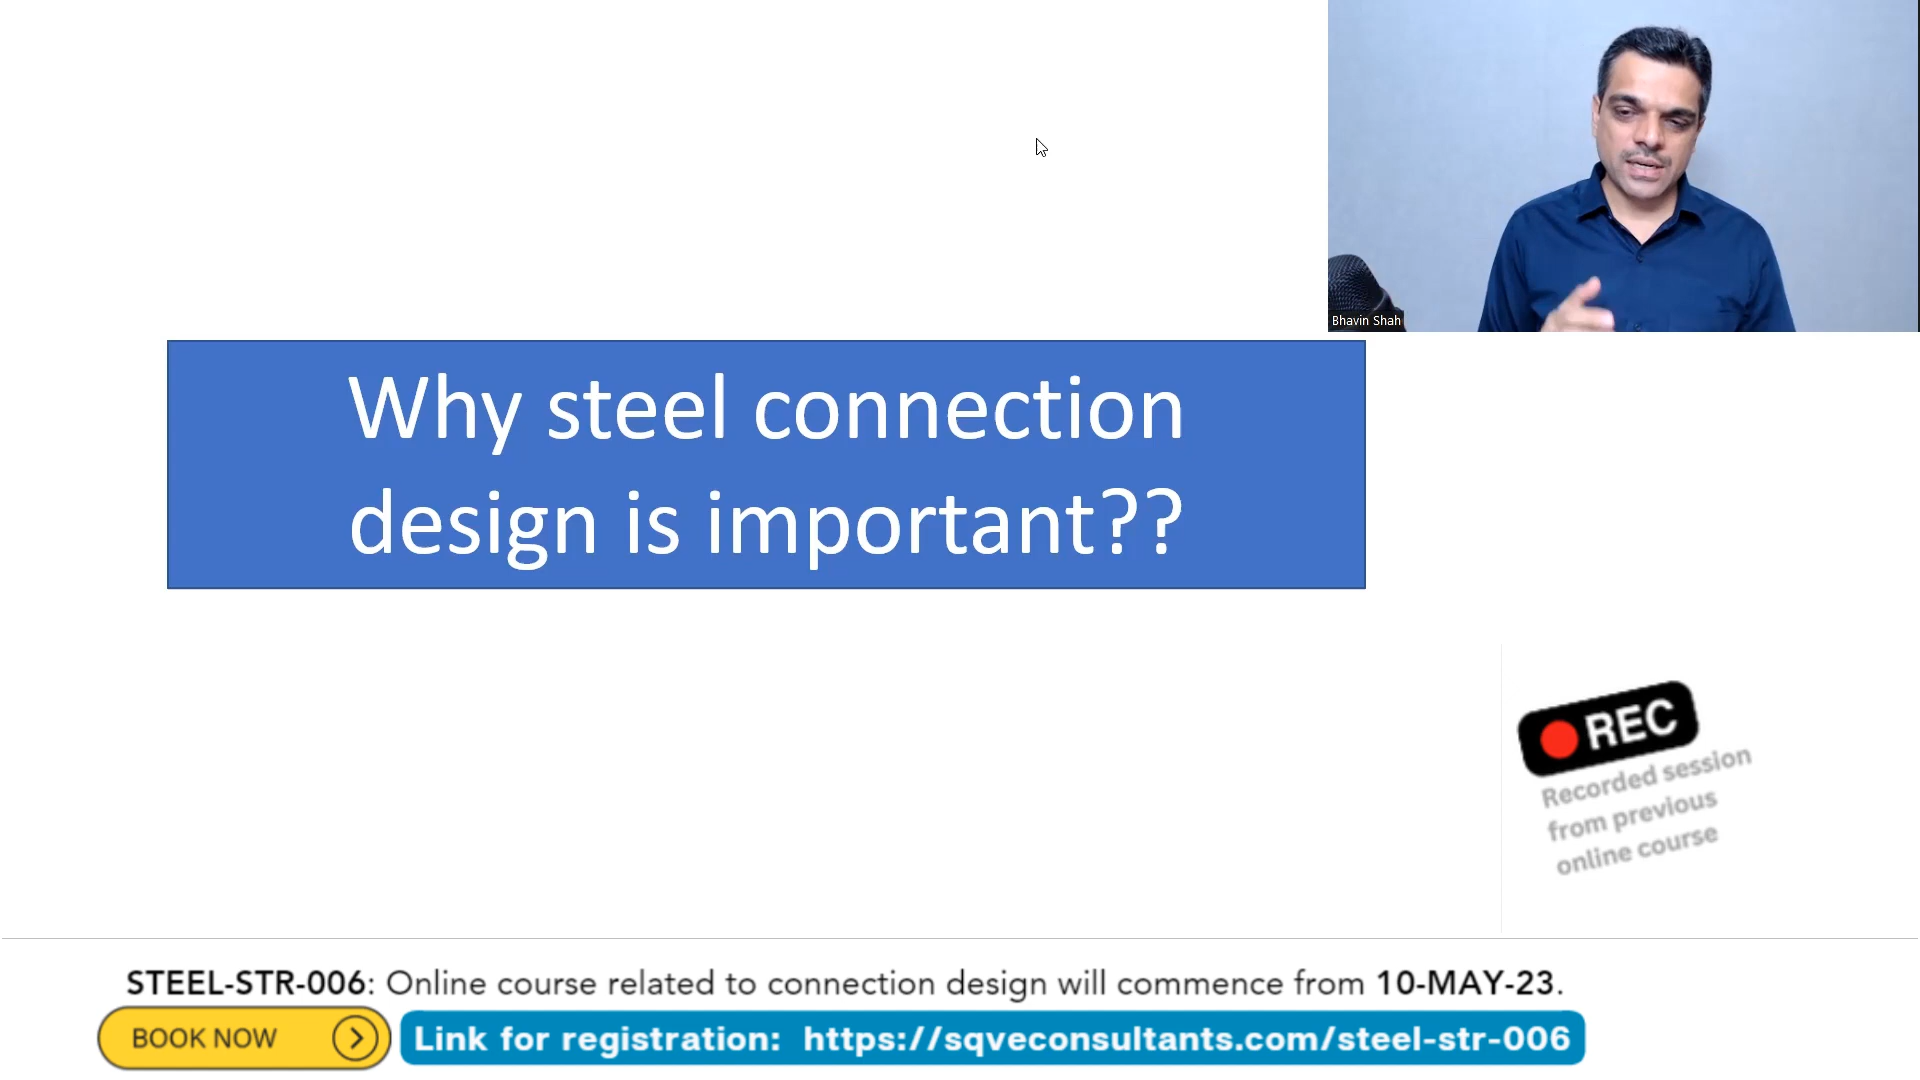 Bhavin Shah
Why steel connection
design is important??
REC
Recorded session
from previous
online course
STEEL-STR-006: Online course related to connection design will commence from 10-MAY-23.
BOOK NOW
Link for registration: https://sqveconsultants.com/steel-str-006